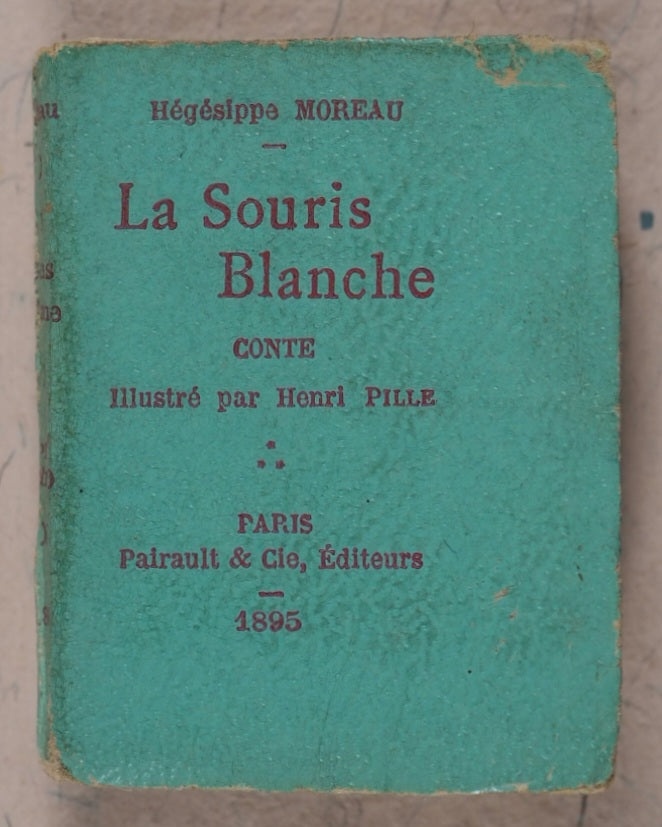 Hégésippe MOREAU
La Souris
Blanche
CONTE
Illustré par Henri PILLE
PARIS
Pairault & Cie, Éditeurs
1895